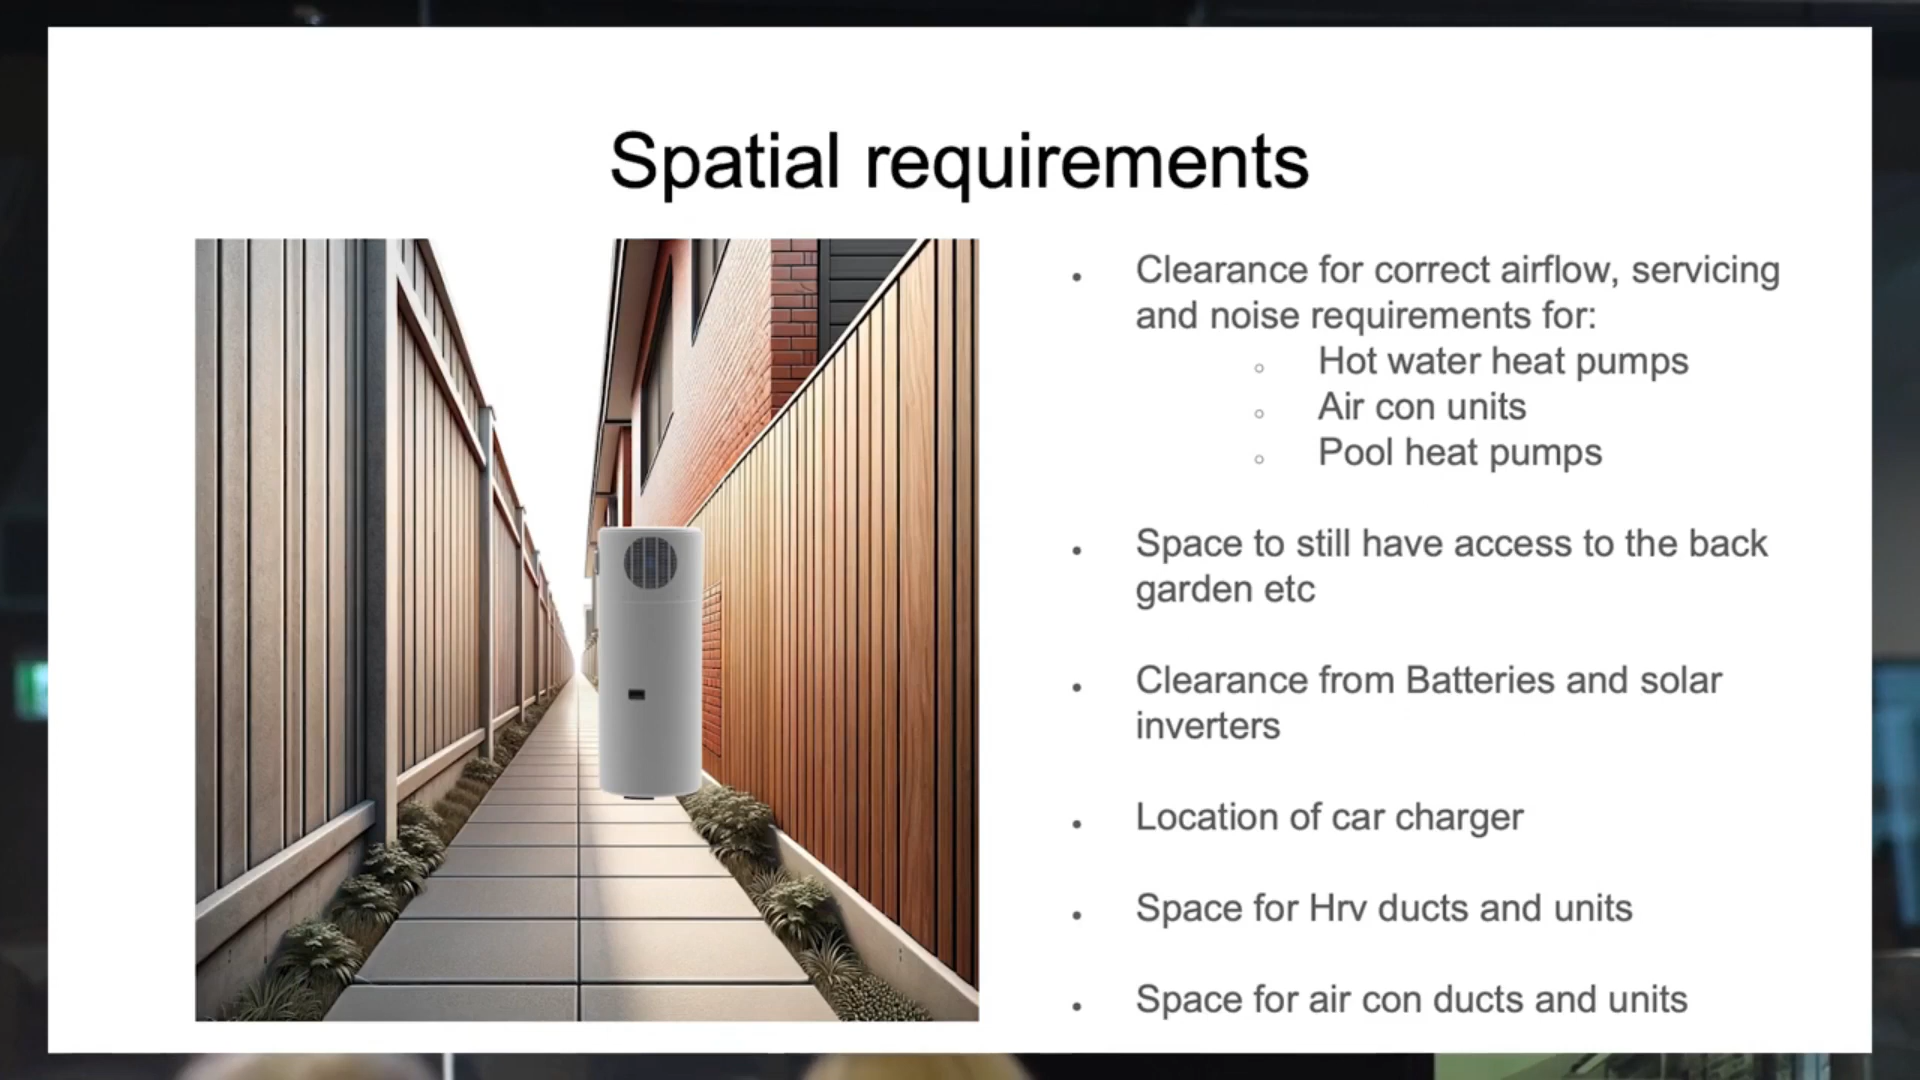 Spatial requirements
• Clearance for correct airflow, servicing
and noise requirements for:
○ Hot water heat pumps
○ Air con units
○ Pool heat pumps
• Space to still have access to the back
garden etc
• Clearance from Batteries and solar
inverters
• Location of car charger
• Space for Hrv ducts and units
• Space for air con ducts and units